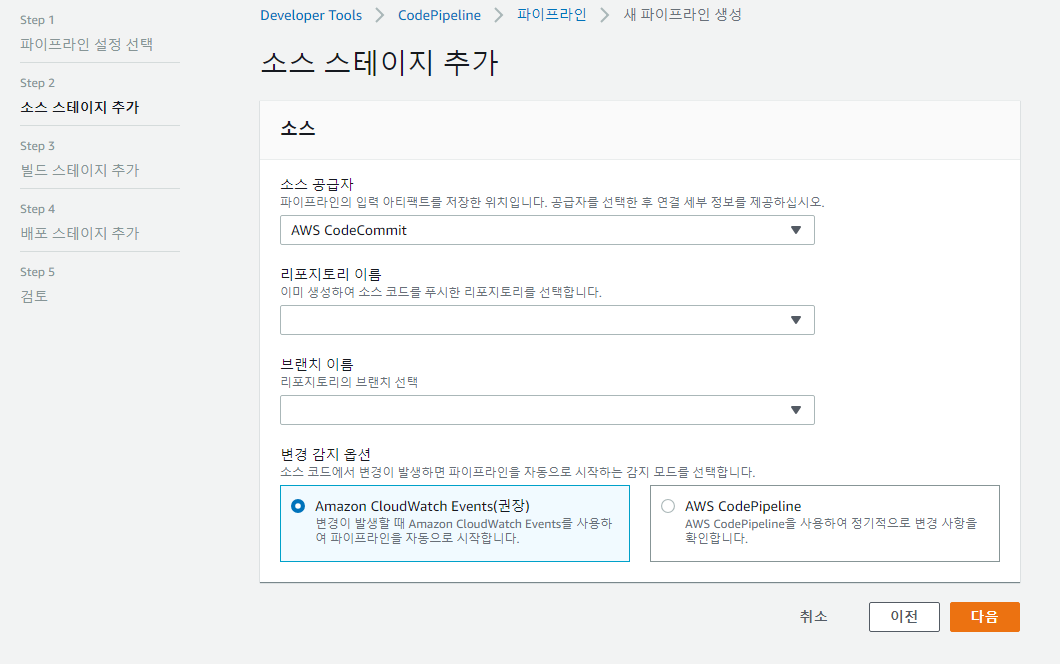 Step 1
파이프라인 설정 선택
Step 2
소스 스테이지 추가
Step 3
빌드 스테이지 추가
Step 4
배포 스테이지 추가
Step 5
검토
Developer Tools > CodePipeline > 파이프라인 > 새 파이프라인 생성
소스 스테이지 추가
소스
소스 공급자
파이프라인의 입력 아티팩트를 저장한 위치입니다. 공급자를 선택한 후 연결 세부 정보를 제공하십시오.
AWS CodeCommit
리포지토리 이름
이미 생성하여 소스 코드를 푸시한 리포지토리를 선택합니다.
브랜치 이름
리포지토리의 브랜치 선택
변경 감지 옵션
소스 코드에서 변경이 발생하면 파이프라인을 자동으로 시작하는 감지 모드를 선택합니다.
Amazon CloudWatch Events(권장)
변경이 발생할 때 Amazon CloudWatch Events를 사용하
여 파이프라인을 자동으로 시작합니다.
AWS CodePipeline
AWS CodePipeline을 사용하여 정기적으로 변경 사항을
확인합니다.
취소
이전
다음